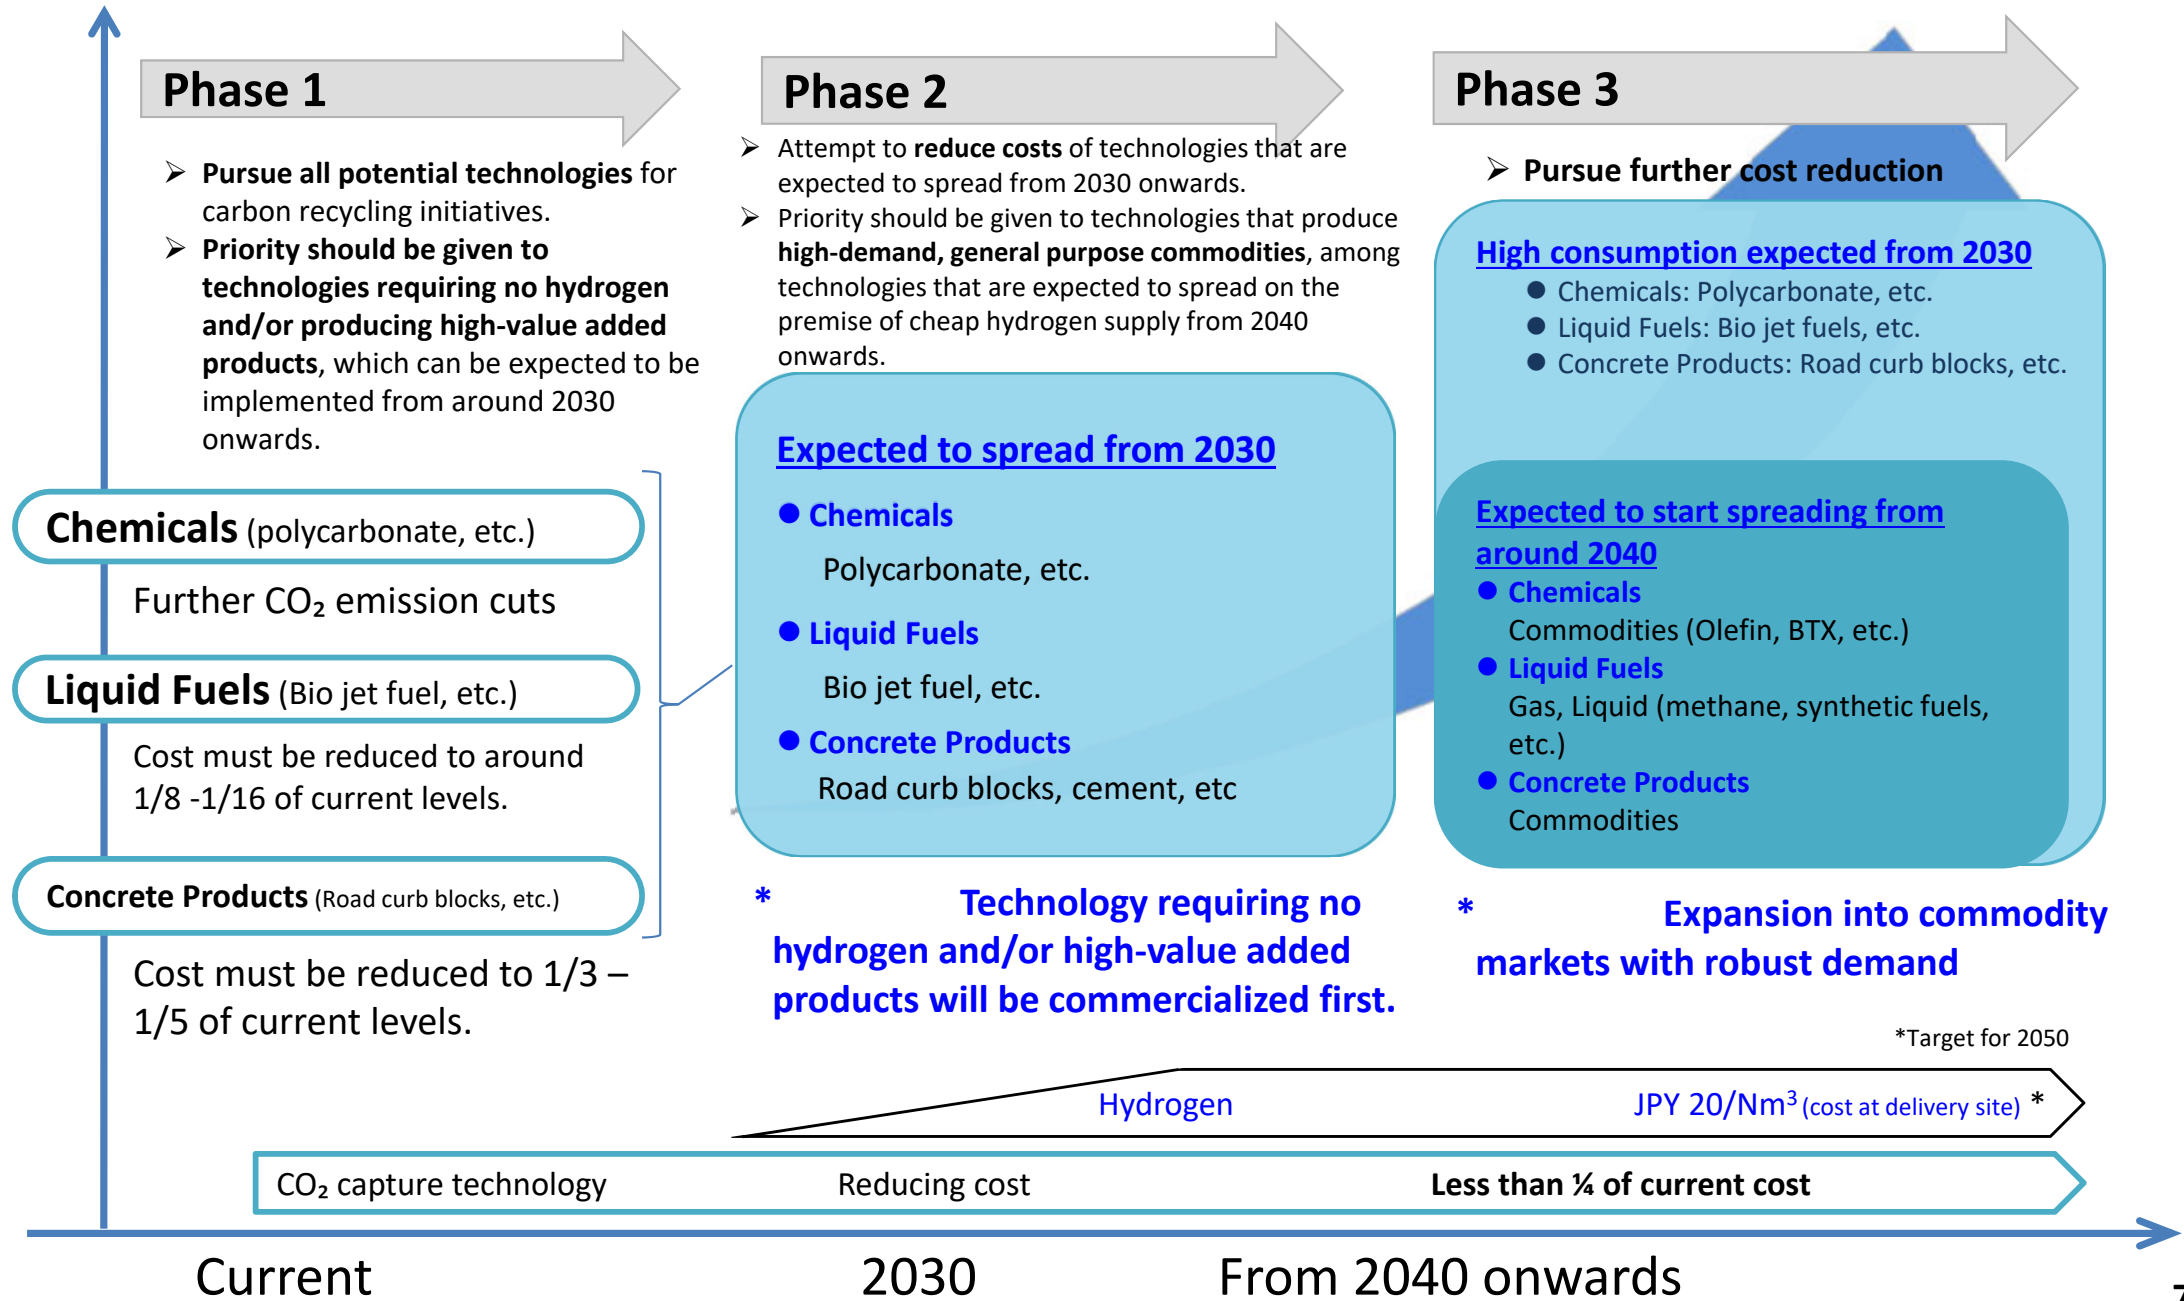 Phase 1
➢ Pursue all potential technologies for
carbon recycling initiatives.
➢ Priority should be given to
technologies requiring no hydrogen
and/or producing high-value added
products, which can be expected to be
implemented from around 2030
onwards.
Chemicals (polycarbonate, etc.)
Further CO₂ emission cuts
Liquid Fuels (Bio jet fuel, etc.)
Cost must be reduced to around
1/8 -1/16 of current levels.
Concrete Products (Road curb blocks, etc.)
Cost must be reduced to 1/3 –
1/5 of current levels.
Phase 2
➢ Attempt to reduce costs of technologies that are
expected to spread from 2030 onwards.
➢ Priority should be given to technologies that produce
high-demand, general purpose commodities, among
technologies that are expected to spread on the
premise of cheap hydrogen supply from 2040
onwards.
Expected to spread from 2030
● Chemicals
Polycarbonate, etc.
● Liquid Fuels
Bio jet fuel, etc.
● Concrete Products
Road curb blocks, cement, etc
* Technology requiring no
hydrogen and/or high-value added
products will be commercialized first.
Phase 3
➢ Pursue further cost reduction
High consumption expected from 2030
● Chemicals: Polycarbonate, etc.
● Liquid Fuels: Bio jet fuels, etc.
● Concrete Products: Road curb blocks, etc.
Expected to start spreading from
around 2040
● Chemicals
Commodities (Olefin, BTX, etc.)
● Liquid Fuels
Gas, Liquid (methane, synthetic fuels,
etc.)
● Concrete Products
Commodities
* Expansion into commodity
markets with robust demand
*Target for 2050
Hydrogen JPY 20/Nm³ (cost at delivery site) *
CO₂ capture technology Reducing cost Less than ¼ of current cost
Current 2030 From 2040 onwards